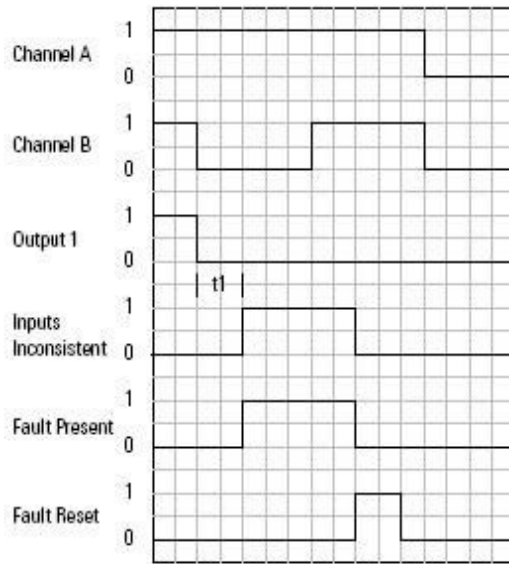 1
Channel A
0
1
Channel B
0
1
Output 1
0
t1
1
Inputs
Inconsistent 0
1
Fault Present
0
1
Fault Reset
0